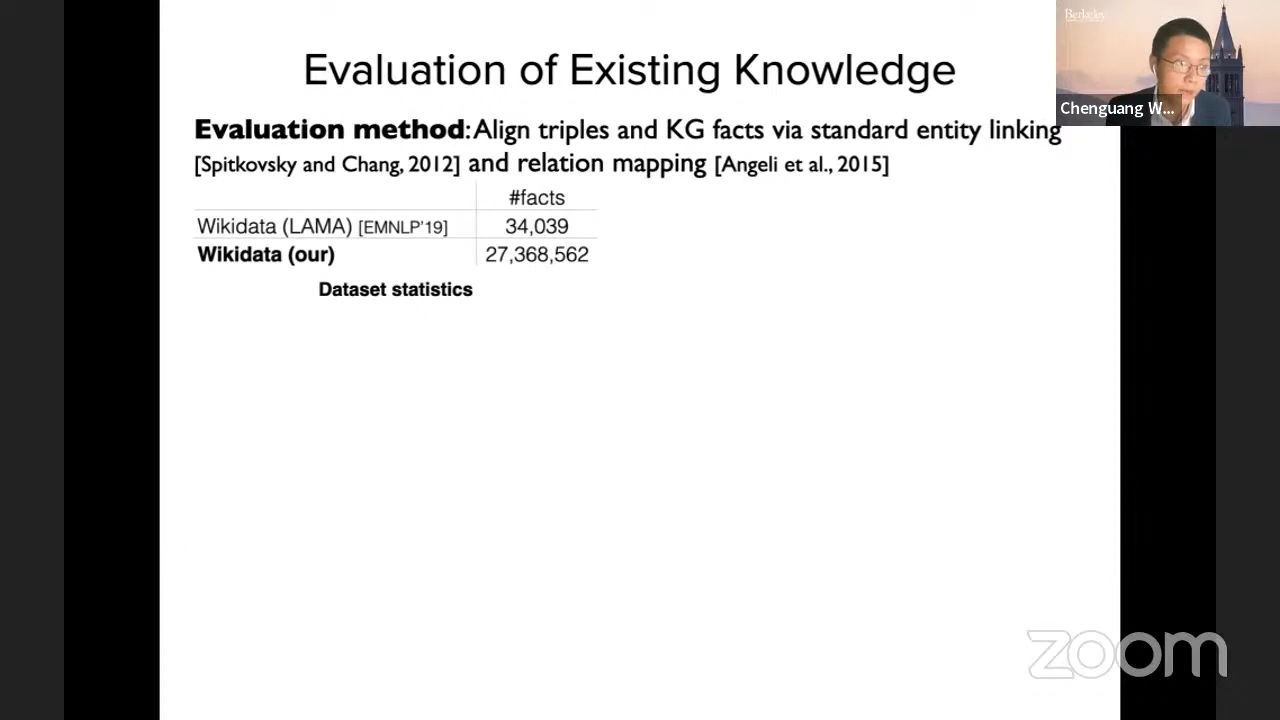 Evaluation of Existing Knowledge
Berkeley
Chenguang W...
Evaluation method: Align triples and KG facts via standard entity linking
[Spitkovsky and Chang, 2012] and relation mapping [Angeli et al., 2015]
#facts
Wikidata (LAMA) [EMNLP'19] 34,039
Wikidata (our) 27,368,562
Dataset statistics
zoom